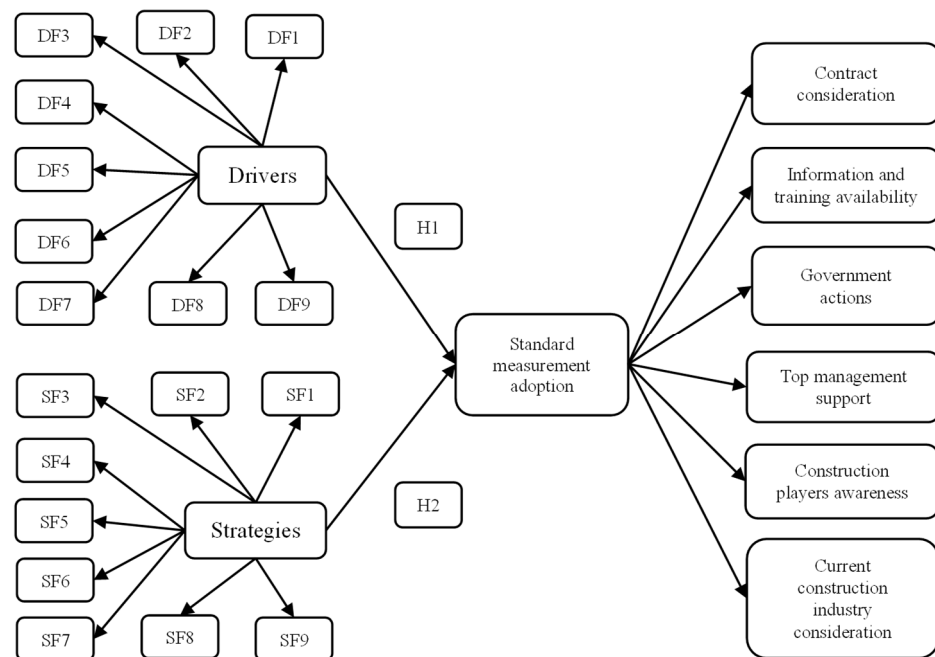 DF3
DF2
DF1
DF4
DF5
DF6
DF7
DF8
DF9
Drivers
H1
SF3
SF2
SF1
SF4
SF5
SF6
SF7
SF8
SF9
Strategies
H2
Standard
measurement
adoption
Contract
consideration
Information and
training availability
Government
actions
Top management
support
Construction
players awareness
Current
construction
industry
consideration